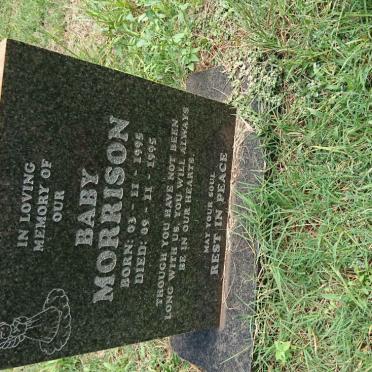 IN LOVING
MEMORY OF
OUR
BABY
MORRISON
BORN: 03 - 11 - 1995
DIED: 09 - 11 - 1995
THOUGH YOU HAVE NOT BEEN
LONG WITH US, YOU WILL ALWAYS
BE IN OUR HEARTS.
MAY YOUR SOUL
REST IN PEACE